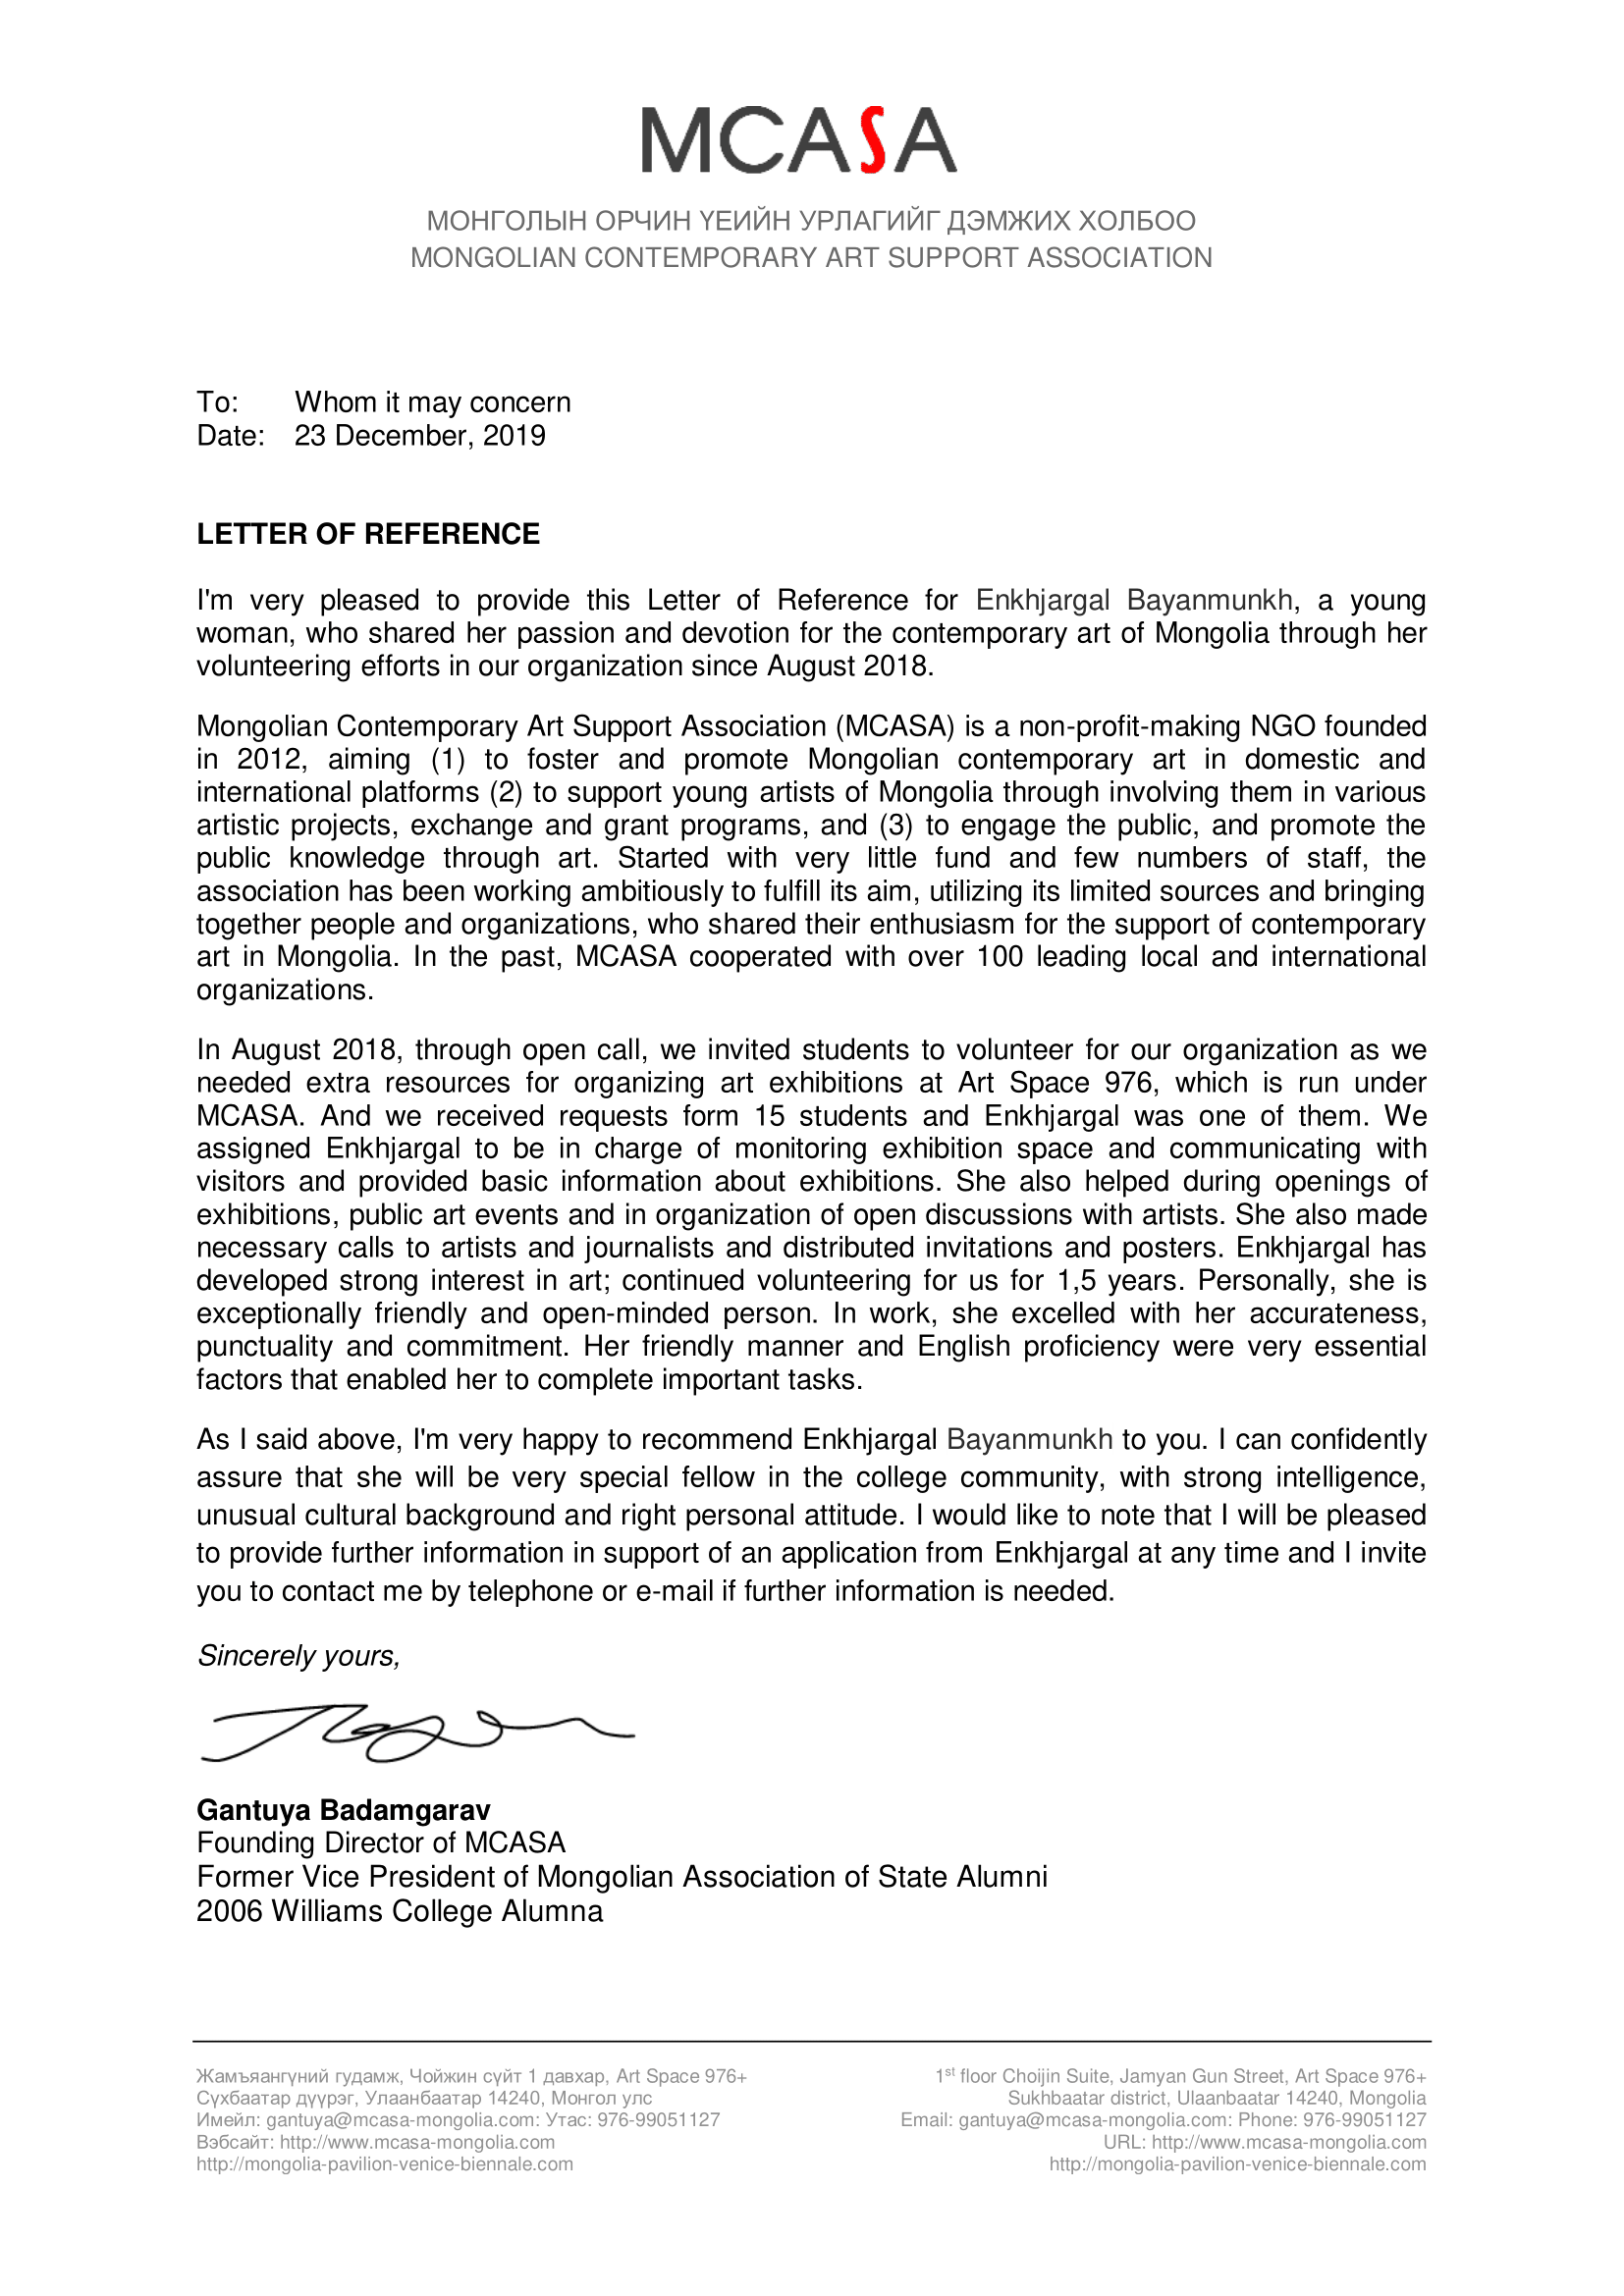 MCASA
МОНГОЛЫН ОРЧИН ҮЕИЙН УРЛАГИЙГ ДЭМЖИХ ХОЛБОО
MONGOLIAN CONTEMPORARY ART SUPPORT ASSOCIATION
To: Whom it may concern
Date: 23 December, 2019
LETTER OF REFERENCE
I'm very pleased to provide this Letter of Reference for Enkhjargal Bayanmunkh, a young
woman, who shared her passion and devotion for the contemporary art of Mongolia through her
volunteering efforts in our organization since August 2018.
Mongolian Contemporary Art Support Association (MCASA) is a non-profit-making NGO founded
in 2012, aiming (1) to foster and promote Mongolian contemporary art in domestic and
international platforms (2) to support young artists of Mongolia through involving them in various
artistic projects, exchange and grant programs, and (3) to engage the public, and promote the
public knowledge through art. Started with very little fund and few numbers of staff, the
association has been working ambitiously to fulfill its aim, utilizing its limited sources and bringing
together people and organizations, who shared their enthusiasm for the support of contemporary
art in Mongolia. In the past, MCASA cooperated with over 100 leading local and international
organizations.
In August 2018, through open call, we invited students to volunteer for our organization as we
needed extra resources for organizing art exhibitions at Art Space 976, which is run under
MCASA. And we received requests form 15 students and Enkhjargal was one of them. We
assigned Enkhjargal to be in charge of monitoring exhibition space and communicating with
visitors and provided basic information about exhibitions. She also helped during openings of
exhibitions, public art events and in organization of open discussions with artists. She also made
necessary calls to artists and journalists and distributed invitations and posters. Enkhjargal has
developed strong interest in art; continued volunteering for us for 1,5 years. Personally, she is
exceptionally friendly and open-minded person. In work, she excelled with her accurateness,
punctuality and commitment. Her friendly manner and English proficiency were very essential
factors that enabled her to complete important tasks.
As I said above, I'm very happy to recommend Enkhjargal Bayanmunkh to you. I can confidently
assure that she will be very special fellow in the college community, with strong intelligence,
unusual cultural background and right personal attitude. I would like to note that I will be pleased
to provide further information in support of an application from Enkhjargal at any time and I invite
you to contact me by telephone or e-mail if further information is needed.
Sincerely yours,
Gantuya Badamgarav
Founding Director of MCASA
Former Vice President of Mongolian Association of State Alumni
2006 Williams College Alumna
Жамъяангүний гудамж, Чойжин сүйт 1 давхар, Art Space 976+
Сүхбаатар дүүрэг, Улаанбаатар 14240, Монгол улс
Имейл: gantuya@mcasa-mongolia.com: Утас: 976-99051127
Вэбсайт: http://www.mcasa-mongolia.com
http://mongolia-pavilion-venice-biennale.com
1st floor Choijin Suite, Jamyan Gun Street, Art Space 976+
Sukhbaatar district, Ulaanbaatar 14240, Mongolia
Email: gantuya@mcasa-mongolia.com: Phone: 976-99051127
URL: http://www.mcasa-mongolia.com
http://mongolia-pavilion-venice-biennale.com